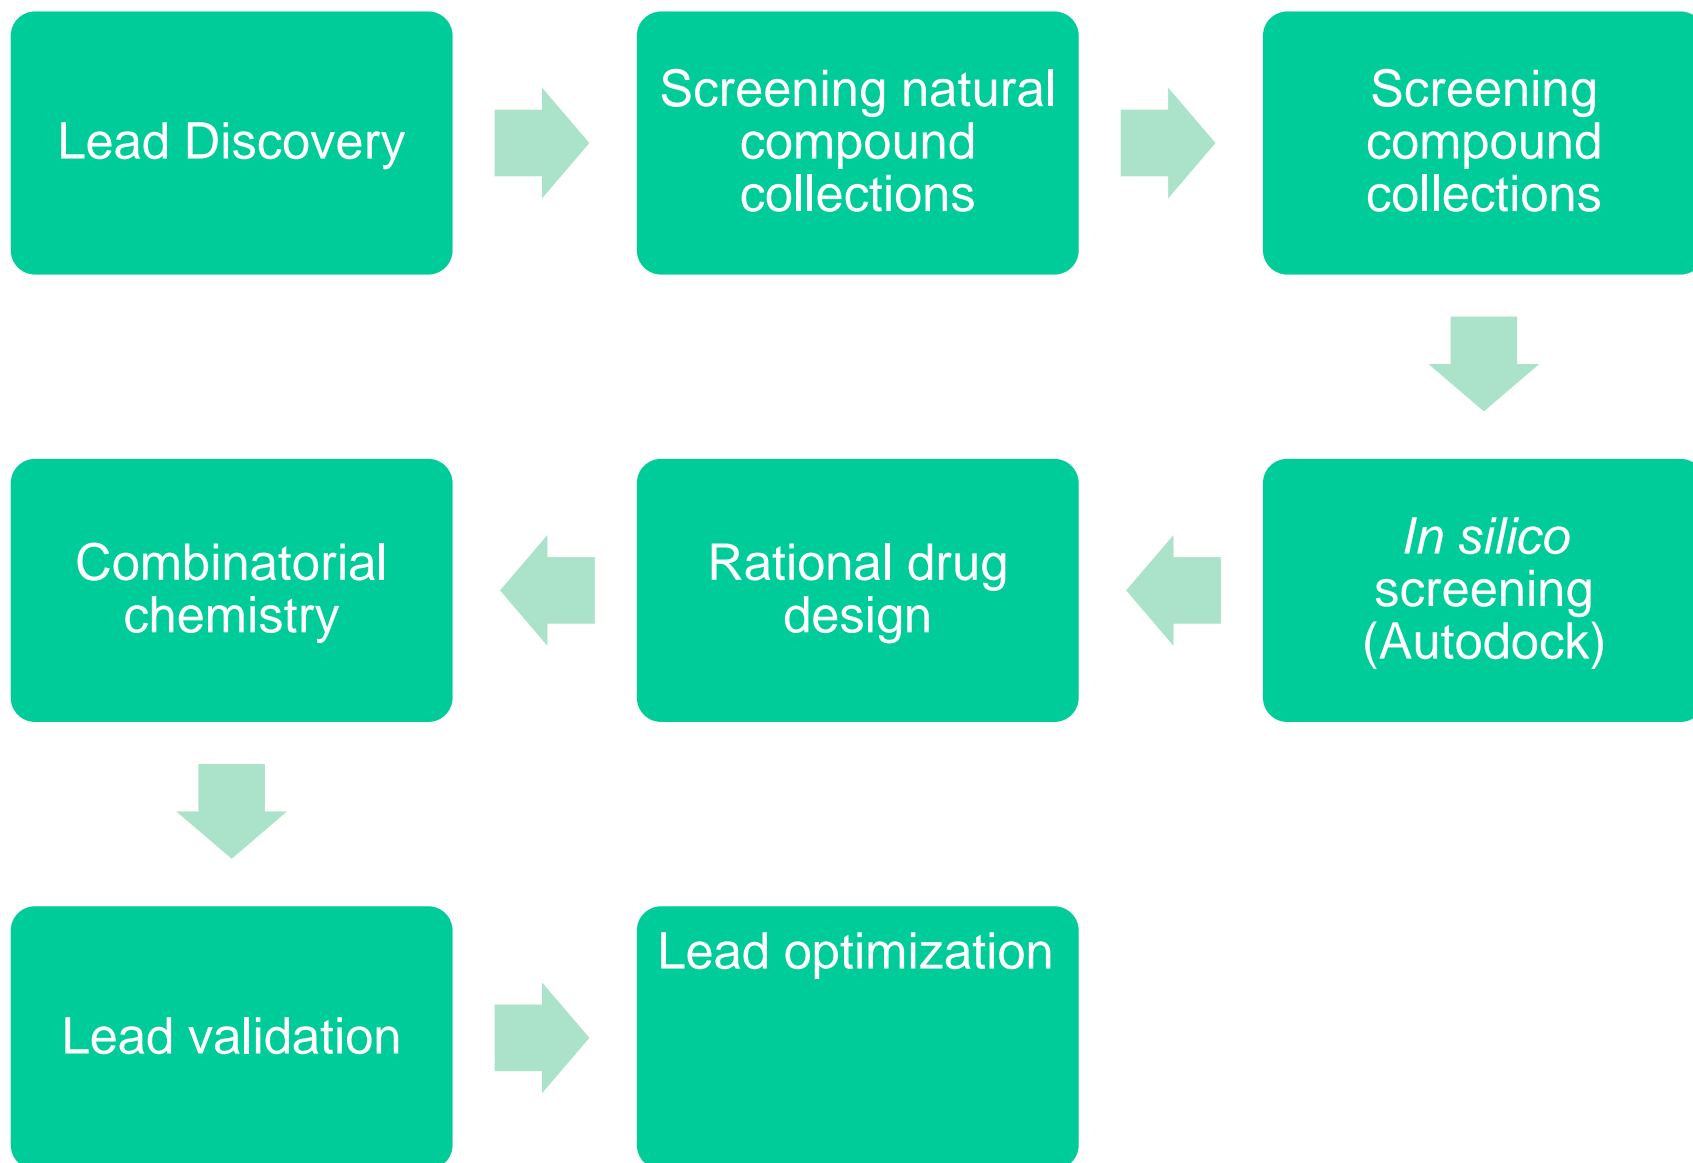 Lead Discovery
Screening natural
compound
collections
Screening
compound
collections
In silico
screening
(Autodock)
Rational drug
design
Combinatorial
chemistry
Lead validation
Lead optimization